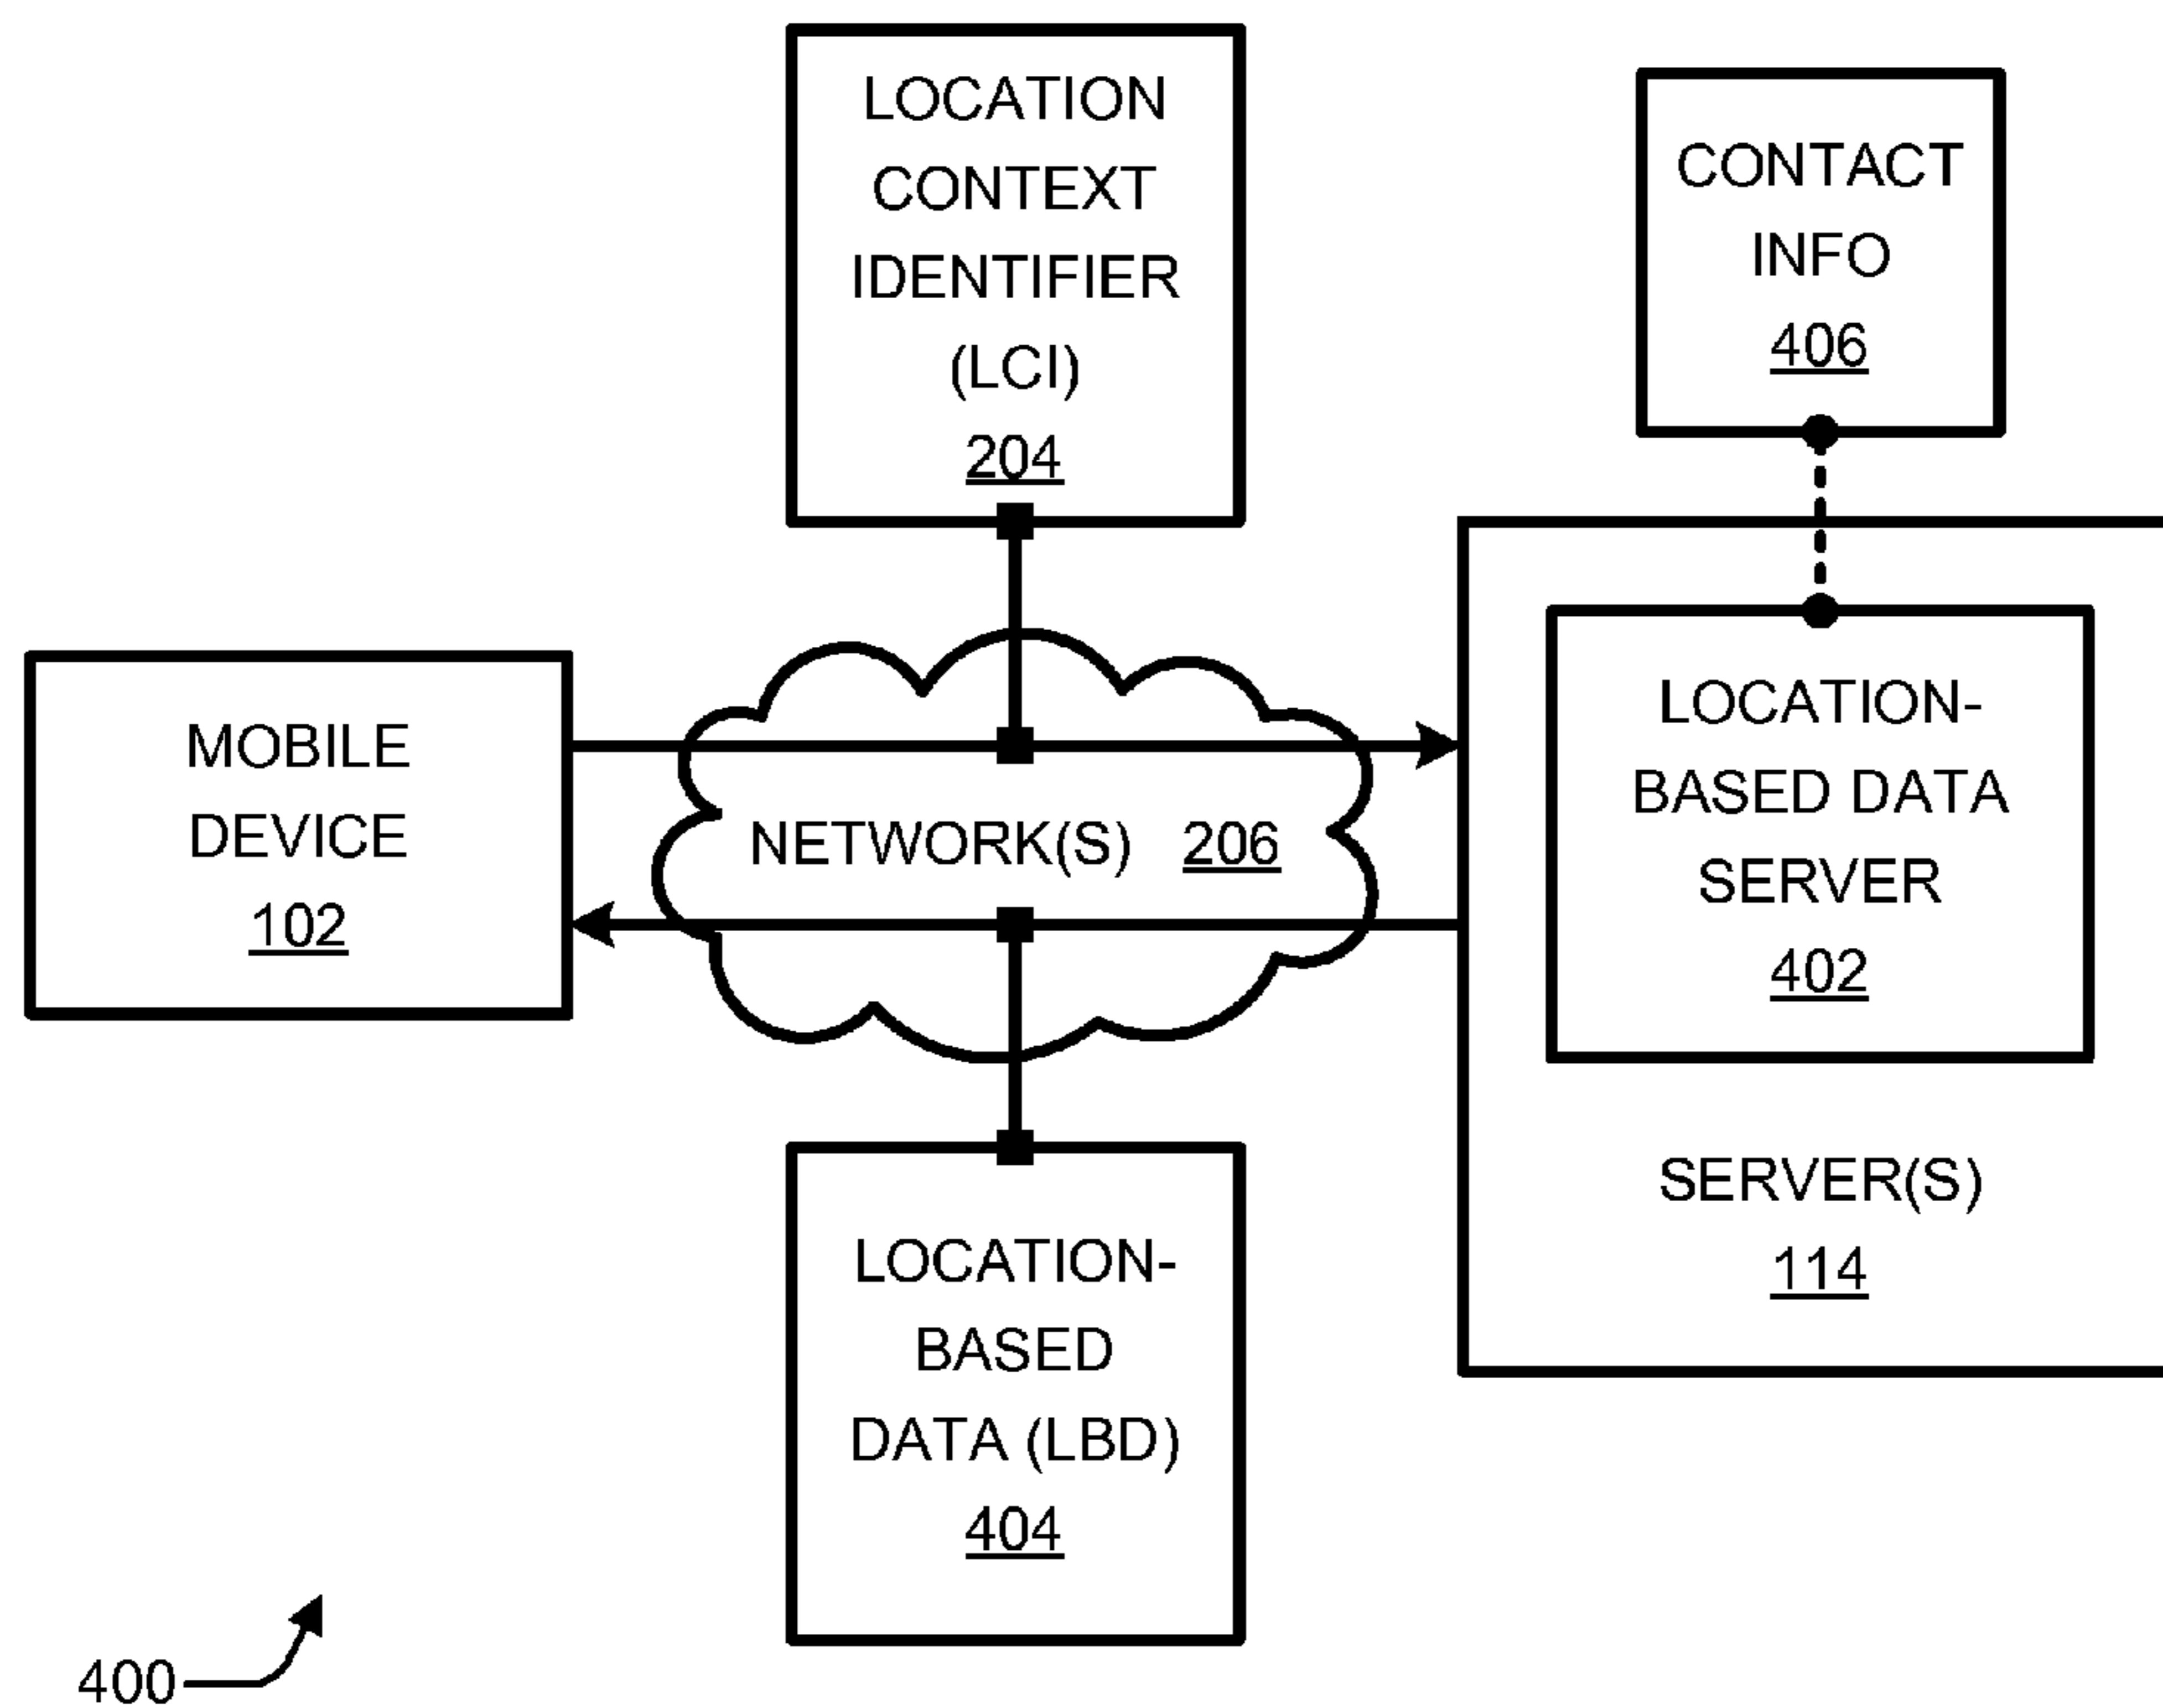 LOCATION
CONTEXT
IDENTIFIER
(LCI)
204
CONTACT
INFO
406
MOBILE
DEVICE
102
NETWORK(S) 206
LOCATION-
BASED DATA
SERVER
402
SERVER(S)
114
LOCATION-
BASED
DATA (LBD)
404
400